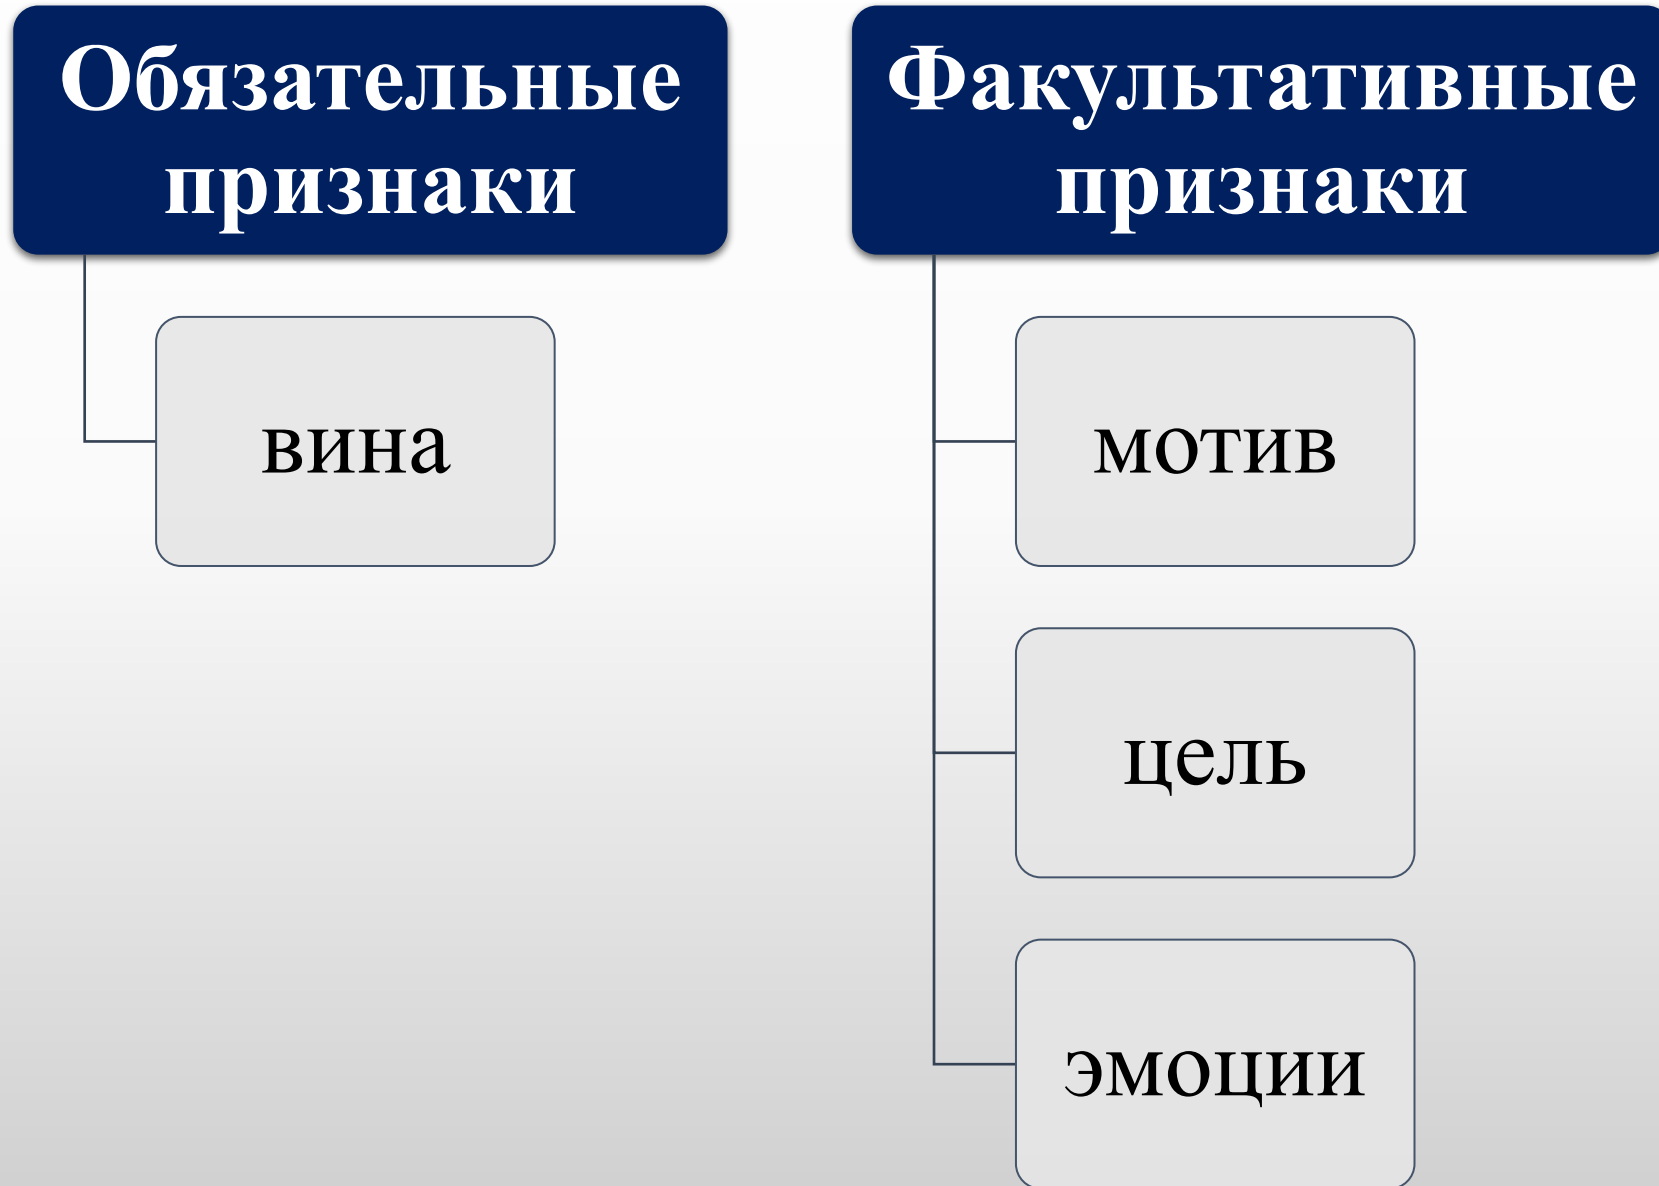 Обязательные
признаки
вина
Факультативные
признаки
мотив
цель
эмоции